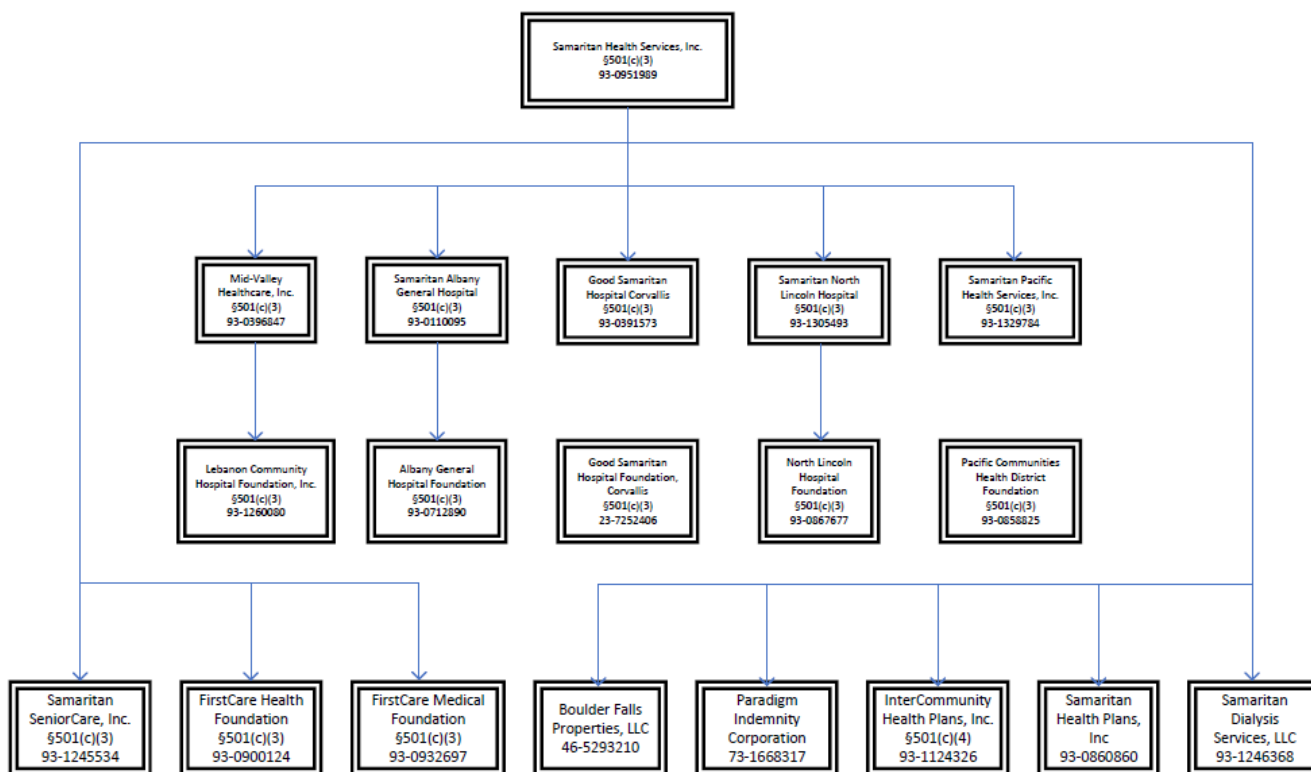 Samaritan Health Services, Inc.
§501(c)(3)
93-0951989
Mid-Valley
Healthcare, Inc.
§501(c)(3)
93-0396847
Samaritan Albany
General Hospital
§501(c)(3)
93-0110095
Good Samaritan
Hospital Corvallis
§501(c)(3)
93-0391573
Samaritan North
Lincoln Hospital
§501(c)(3)
93-1305493
Samaritan Pacific
Health Services, Inc.
§501(c)(3)
93-1329784
Lebanon Community
Hospital Foundation, Inc.
§501(c)(3)
93-1260080
Albany General
Hospital Foundation
§501(c)(3)
93-0712890
Good Samaritan
Hospital Foundation,
Corvallis
§501(c)(3)
23-7252406
North Lincoln
Hospital
Foundation
§501(c)(3)
93-0867677
Pacific Communities
Health District
Foundation
§501(c)(3)
93-0858825
Samaritan
SeniorCare, Inc.
§501(c)(3)
93-1245534
FirstCare Health
Foundation
§501(c)(3)
93-0900124
FirstCare Medical
Foundation
§501(c)(3)
93-0932697
Boulder Falls
Properties, LLC
46-5293210
Paradigm
Indemnity
Corporation
73-1668317
InterCommunity
Health Plans, Inc.
§501(c)(4)
93-1124326
Samaritan
Health Plans,
Inc
93-0860860
Samaritan
Dialysis
Services, LLC
93-1246368